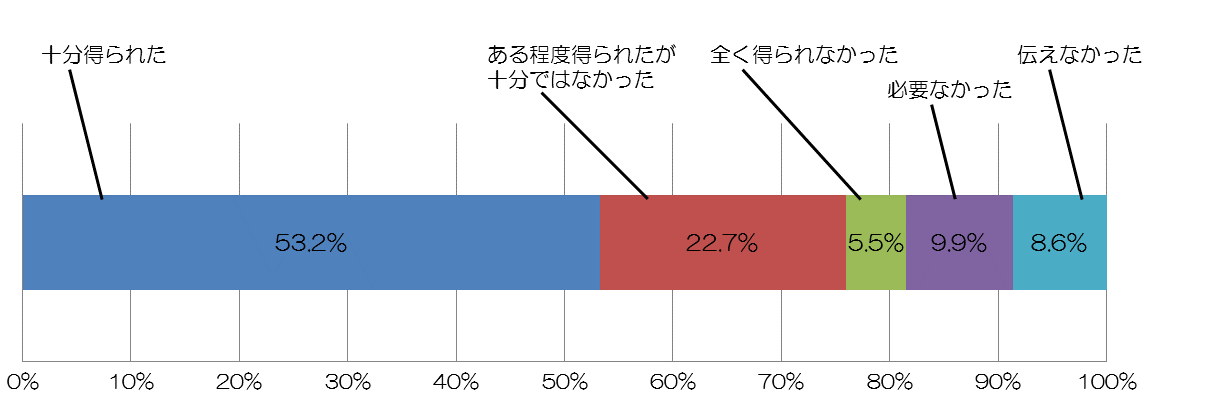 十分得られた
ある程度得られたが
十分ではなかった
全く得られなかった
必要なかった
伝えなかった
53.2%
22.7%
5.5%
9.9%
8.6%
0%
10%
20%
30%
40%
50%
60%
70%
80%
90%
100%